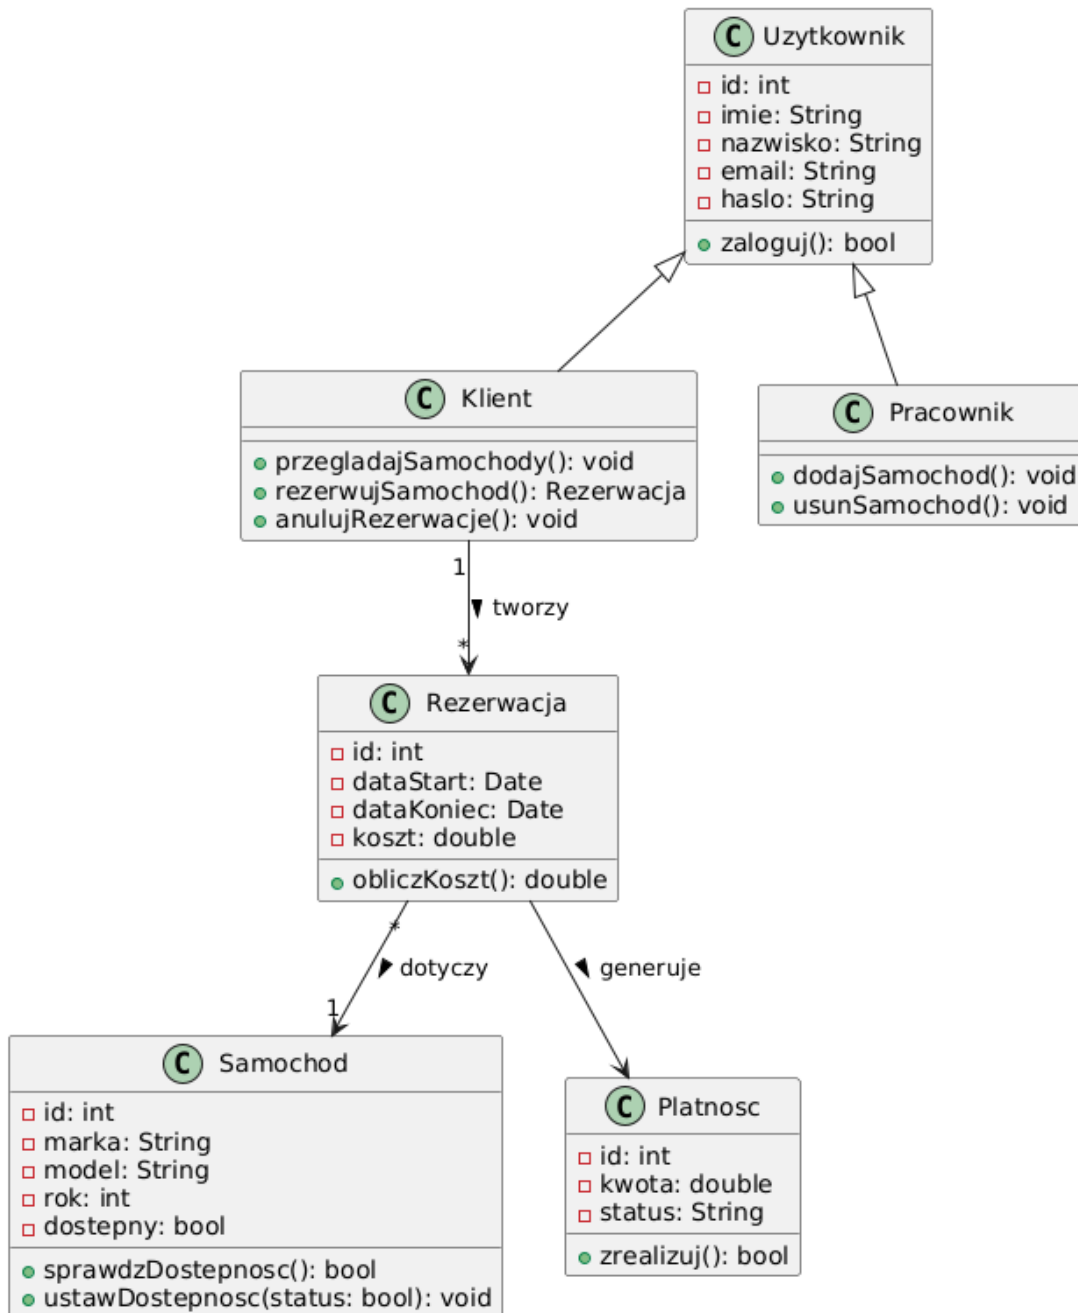 C Uzytkownik
id: int
imie: String
nazwisko: String
email: String
haslo: String
zaloguj(): bool
C Klient
przegladajSamochody(): void
rezerwujSamochod(): Rezerwacja
anulujRezerwacje(): void
C Pracownik
dodajSamochod(): void
usunSamochod(): void
1
tworzy
*
C Rezerwacja
id: int
dataStart: Date
dataKoniec: Date
koszt: double
obliczKoszt(): double
*
dotyczy
1
generuje
C Samochod
id: int
marka: String
model: String
rok: int
dostepny: bool
sprawdzDostepnosc(): bool
ustawDostepnosc(status: bool): void
C Platnosc
id: int
kwota: double
status: String
zrealizuj(): bool